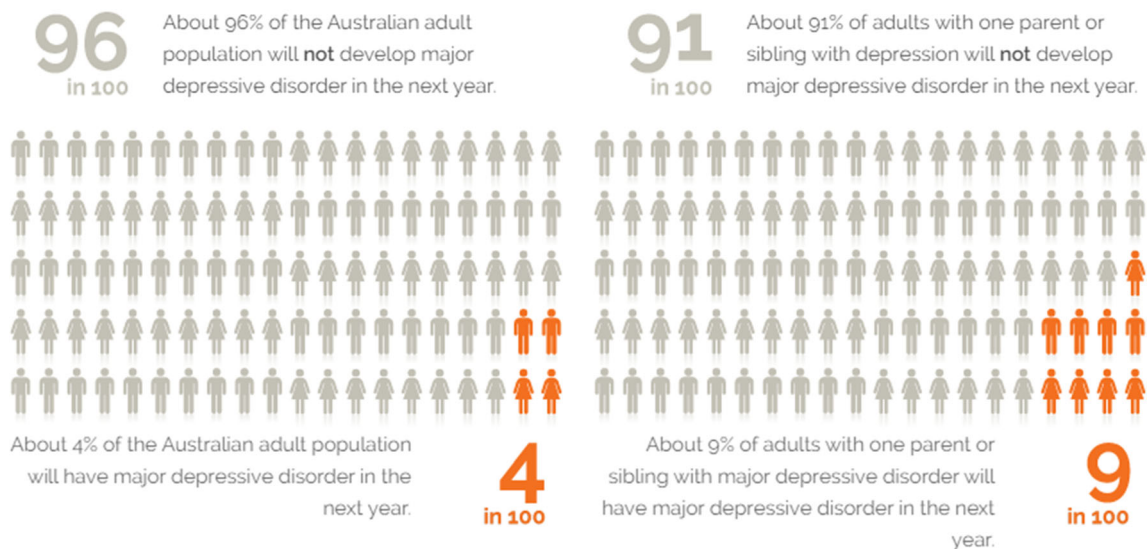 96
in 100
About 96% of the Australian adult
population will not develop major
depressive disorder in the next year.
91
in 100
About 91% of adults with one parent or
sibling with depression will not develop
major depressive disorder in the next year.
About 4% of the Australian adult population
will have major depressive disorder in the
next year.
4
in 100
About 9% of adults with one parent or
sibling with major depressive disorder will
have major depressive disorder in the next
year.
9
in 100